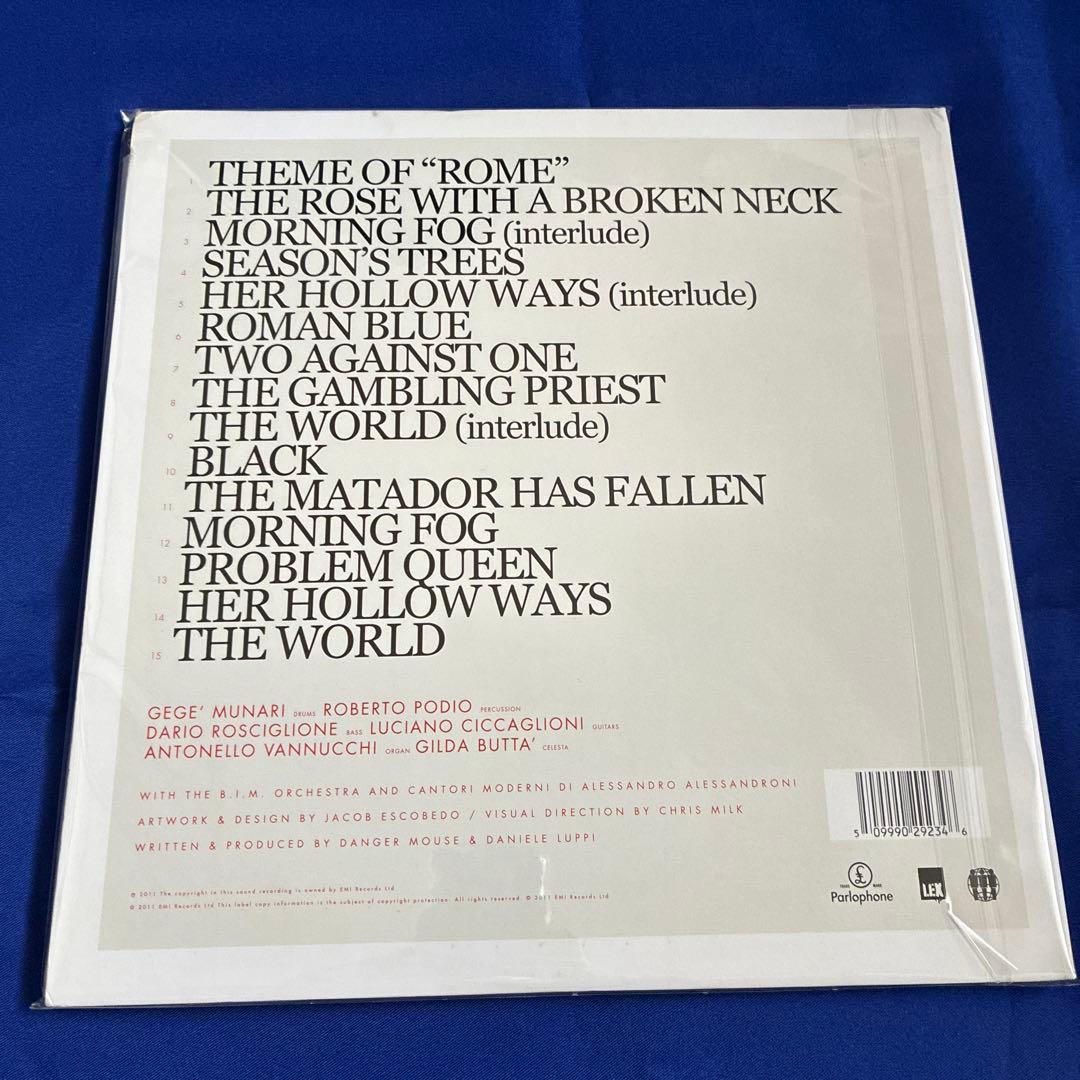 1 THEME OF “ROME”
2 THE ROSE WITH A BROKEN NECK
3 MORNING FOG (interlude)
4 SEASON’S TREES
5 HER HOLLOW WAYS (interlude)
6 ROMAN BLUE
7 TWO AGAINST ONE
8 THE GAMBLING PRIEST
9 THE WORLD (interlude)
10 BLACK
11 THE MATADOR HAS FALLEN
12 MORNING FOG
13 PROBLEM QUEEN
14 HER HOLLOW WAYS
15 THE WORLD
GEGE’ MUNARI DRUMS ROBERTO PODIO PERCUSSION
DARIO ROSCIGLIONE BASS LUCIANO CICCAGLIONI GUITARS
ANTONELLO VANNUCCHI ORGAN GILDA BUTTA’ CELESTA
WITH THE B.I.M. ORCHESTRA AND CANTORI MODERNI DI ALESSANDRO ALESSANDRONI
ARTWORK & DESIGN BY JACOB ESCOBEDO / VISUAL DIRECTION BY CHRIS MILK
WRITTEN & PRODUCED BY DANGER MOUSE & DANIELE LUPPI
℗ 2011 The copyright in this sound recording is owned by EMI Records Ltd
© 2011 EMI Records Ltd This label copy information is the subject of copyright protection. All rights reserved. © 2011 EMI Records Ltd
5 09990 29234 6
£
TRADE MARK
Parlophone
LEX